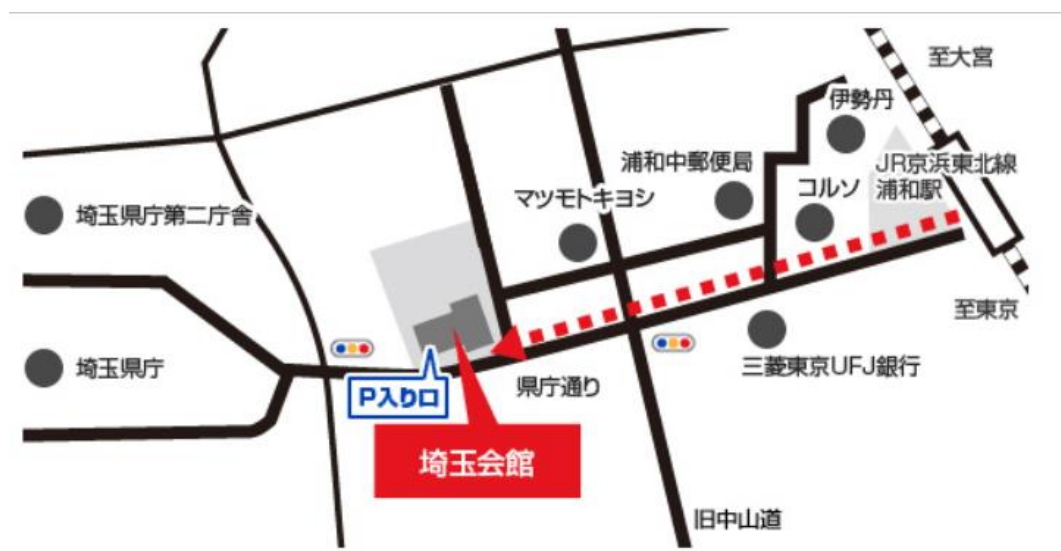 至大宮
伊勢丹
浦和中郵便局
JR京浜東北線
浦和駅
コルソ
マツモトキヨシ
埼玉県庁第二庁舎
至東京
埼玉県庁
三菱東京UFJ銀行
P入り口
県庁通り
埼玉会館
旧中山道